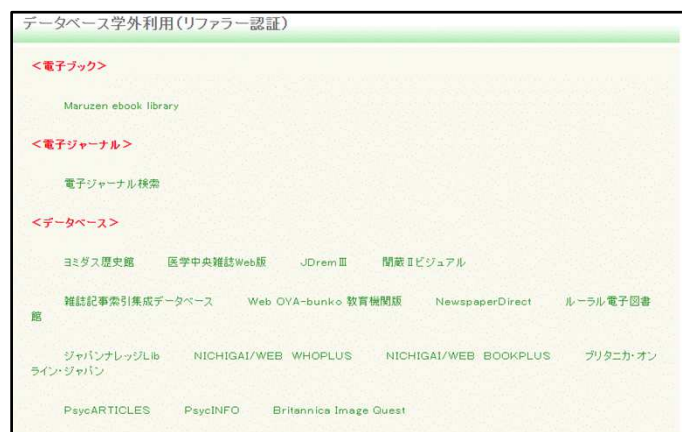 データベース学外利用(リファラー認証)
<電子ブック>
Maruzen ebook library
<電子ジャーナル>
電子ジャーナル検索
<データベース>
ヨミダス歴史館 医学中央雑誌Web版 JDremⅢ 聞蔵Ⅱビジュアル
雑誌記事索引集成データベース Web OYA-bunko 教育機関版 NewspaperDirect ルーラル電子図書
館
ジャパンナレッジLib NICHIGAI/WEB WHOPLUS NICHIGAI/WEB BOOKPLUS ブリタニカ・オン
ライン・ジャパン
PsycARTICLES PsycINFO Britannica Image Quest